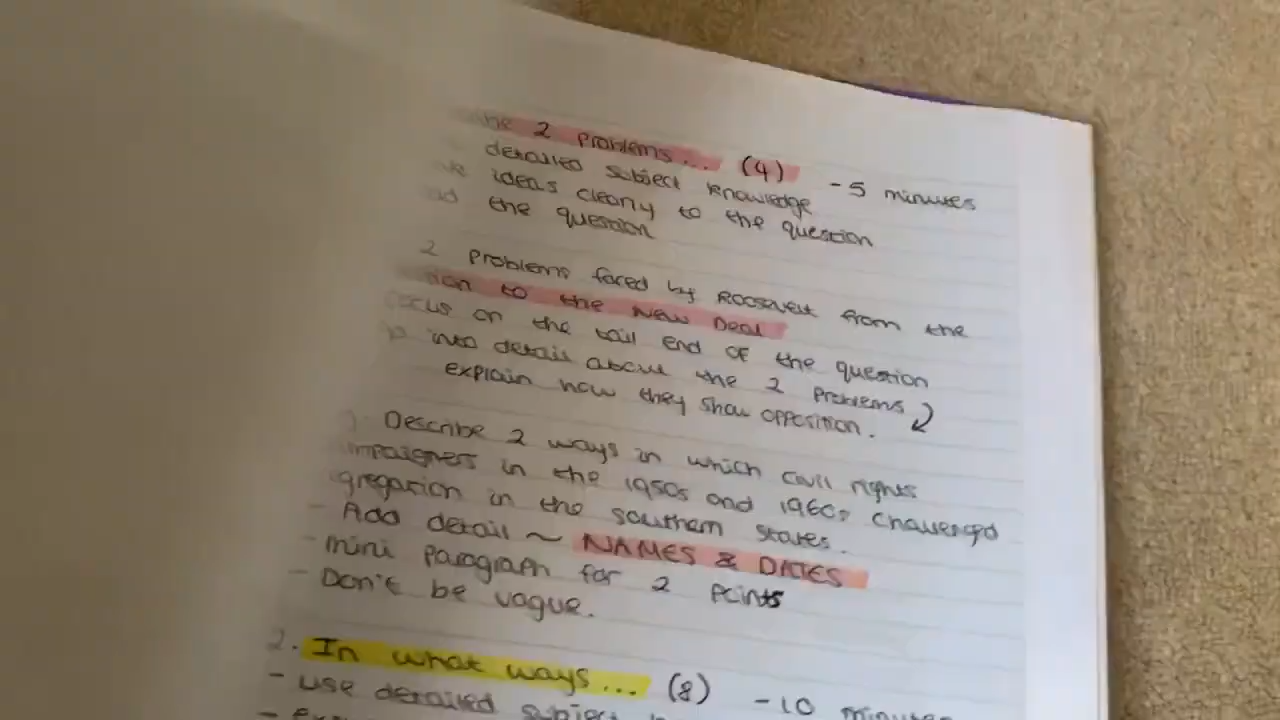 2 problems... (4) - 5 minutes
detailed subject knowledge
ideas clearly to the question
the question
2 problems faced by Roosevelt from the
to the New Deal
on the tail end of the question
into detail about the 2 problems
explain how they show opposition.
Describe 2 ways in which civil rights
in the 1950s and 1960s challenged
in the southern states.
- Add detail ~ NAMES & DATES
- mini paragraph for 2 points
- Don't be vague.
2. In what ways... (8) - 10 minutes
- use detailed subject